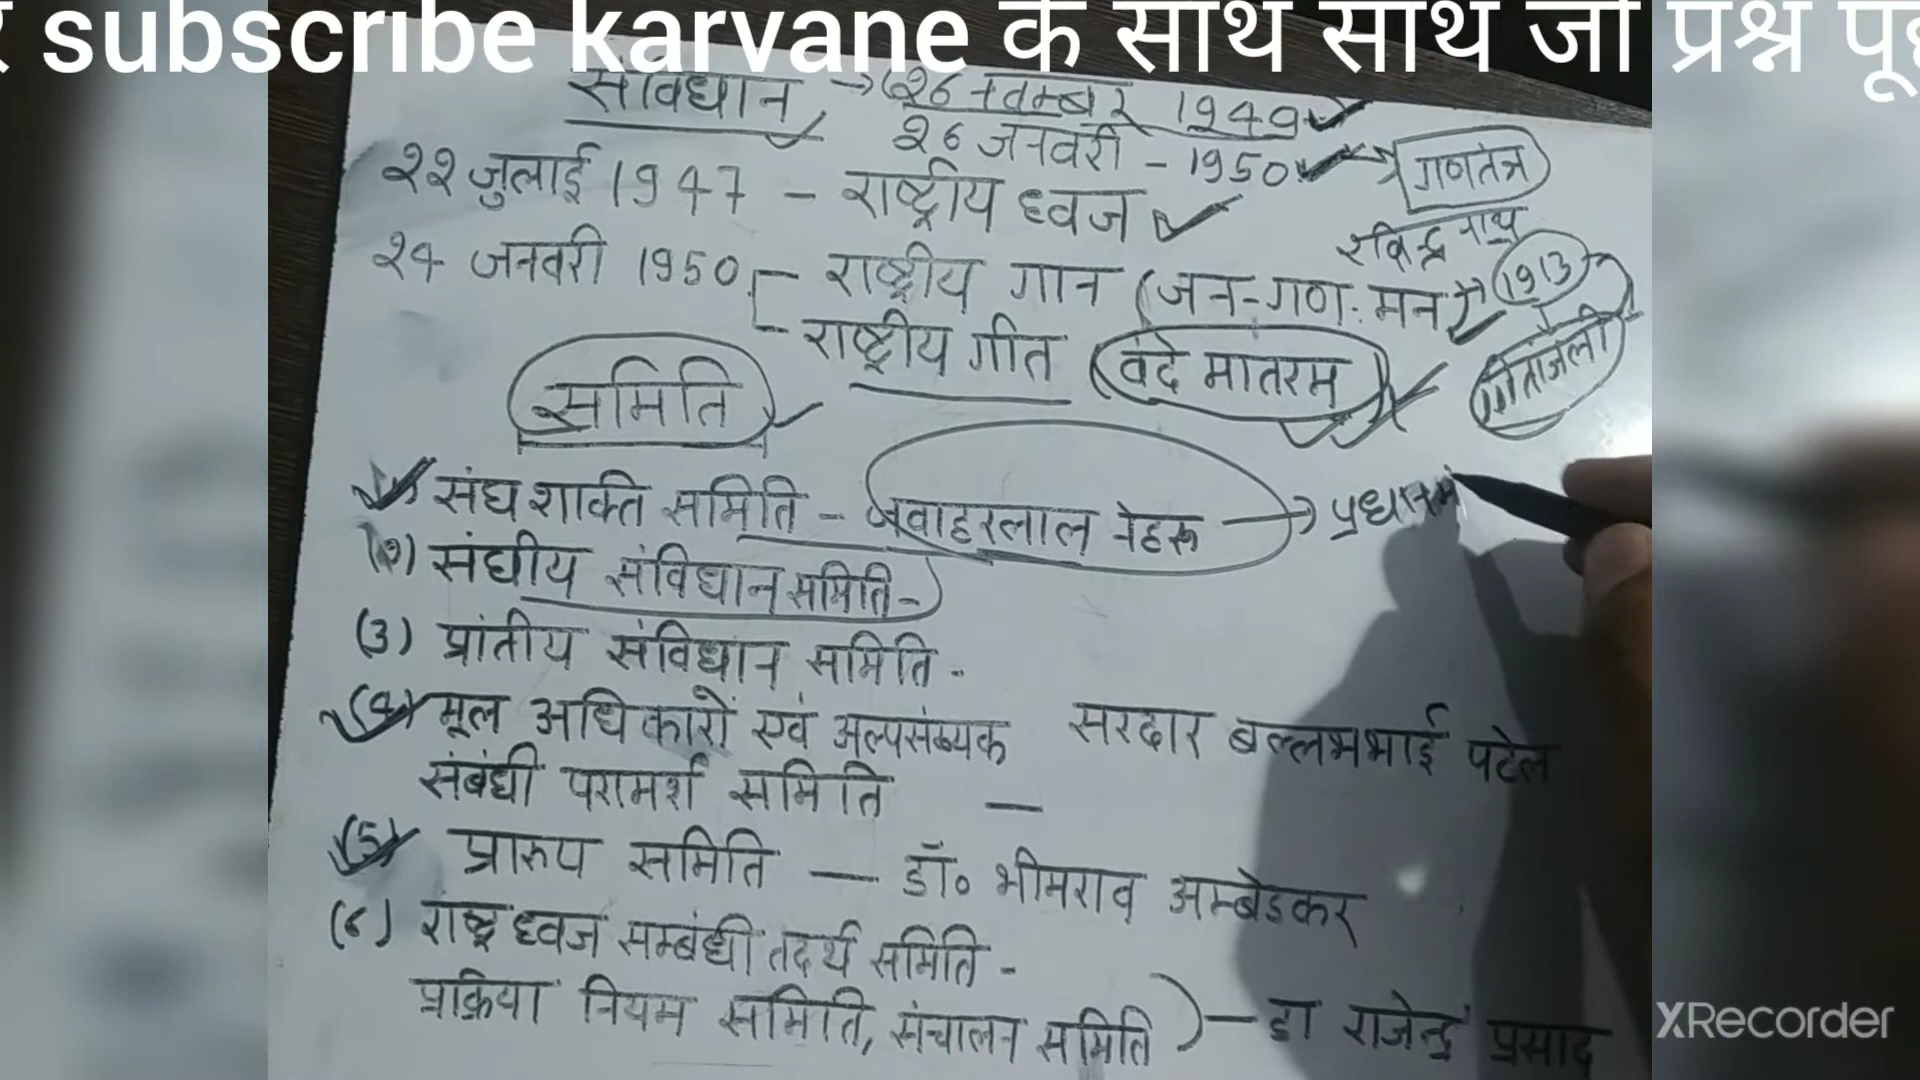 subscribe karvane के साथ साथ जो प्रश्न
संविधान → (26 नवम्बर 1949
26 जनवरी - 1950 → गणतंत्र
22 जुलाई 1947 - राष्ट्रीय ध्वज
रविन्द्र नाथ
24 जनवरी 1950 - राष्ट्रीय गान (जन-गण-मन) → 1913
राष्ट्रीय गीत (वंदे मातरम)
गीतांजली
समिति
संघ शक्ति समिति - जवाहरलाल नेहरू → प्रधानमं
(2) संघीय संविधान समिति -
(3) प्रांतीय संविधान समिति -
(4) मूल अधिकारों एवं अल्पसंख्यक सरदार बल्लभभाई पटेल
संबंधी परामर्श समिति —
(5) प्रारुप समिति — डॉ० भीमराव अम्बेडकर
(6) राष्ट्र ध्वज सम्बंधी तदर्थ समिति -
प्रक्रिया नियम समिति, संचालन समिति ) — डा राजेन्द्र प्रसाद
XRecorder